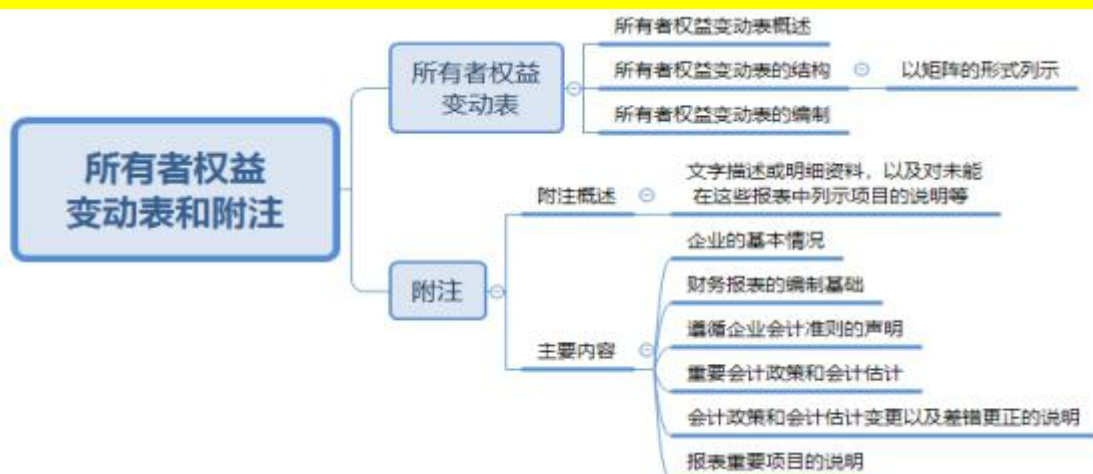 所有者权益
变动表和附注
所有者权益
变动表
所有者权益变动表概述
所有者权益变动表的结构
以矩阵的形式列示
所有者权益变动表的编制
附注
附注概述
文字描述或明细资料，以及对未能
在这些报表中列示项目的说明等
主要内容
企业的基本情况
财务报表的编制基础
遵循企业会计准则的声明
重要会计政策和会计估计
会计政策和会计估计变更以及差错更正的说明
报表重要项目的说明